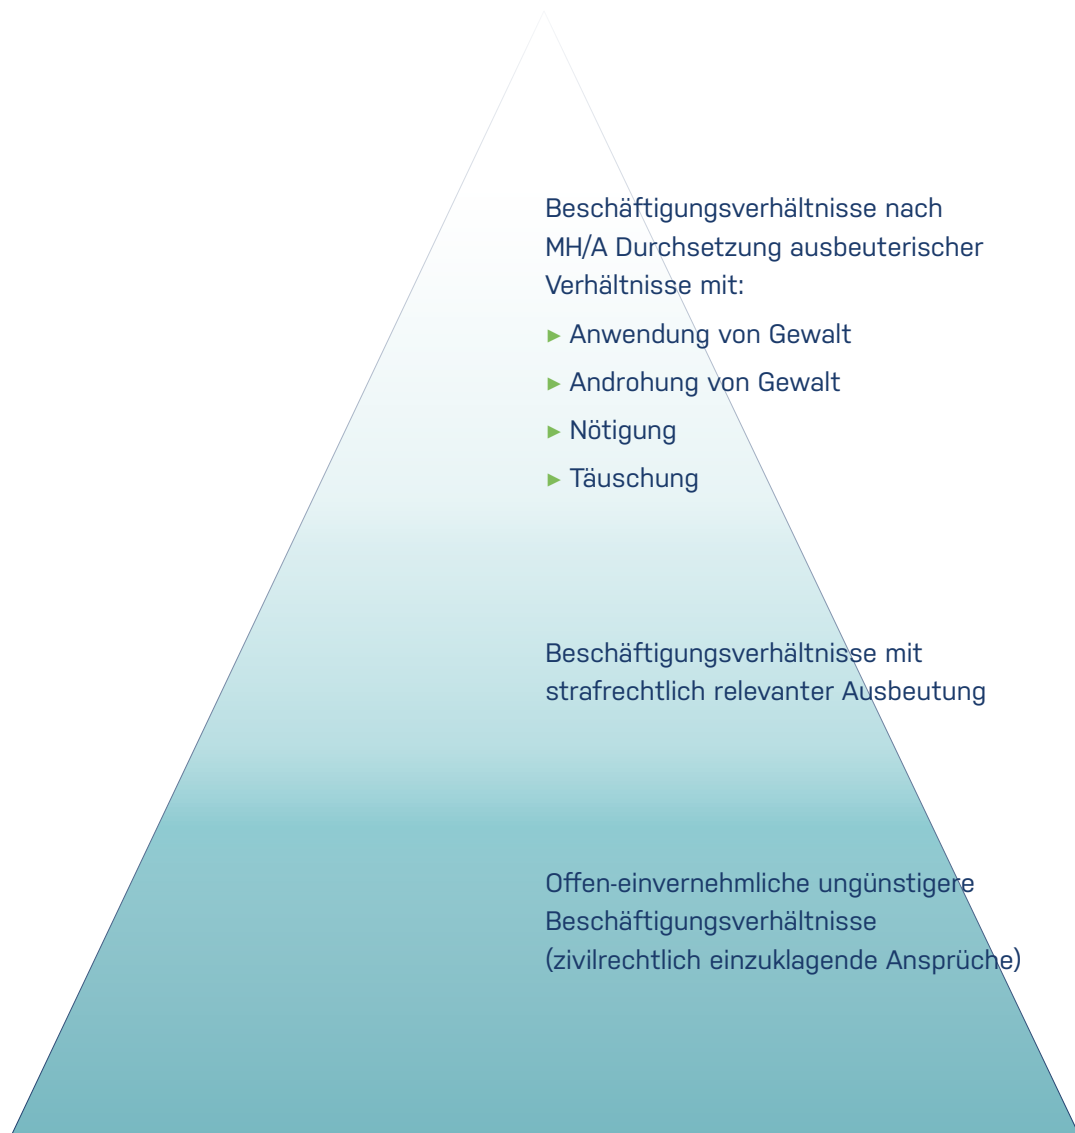 Beschäftigungsverhältnisse nach
MH/A Durchsetzung ausbeuterischer
Verhältnisse mit:
► Anwendung von Gewalt
► Androhung von Gewalt
► Nötigung
► Täuschung
Beschäftigungsverhältnisse mit
strafrechtlich relevanter Ausbeutung
Offen-einvernehmliche ungünstigere
Beschäftigungsverhältnisse
(zivilrechtlich einzuklagende Ansprüche)